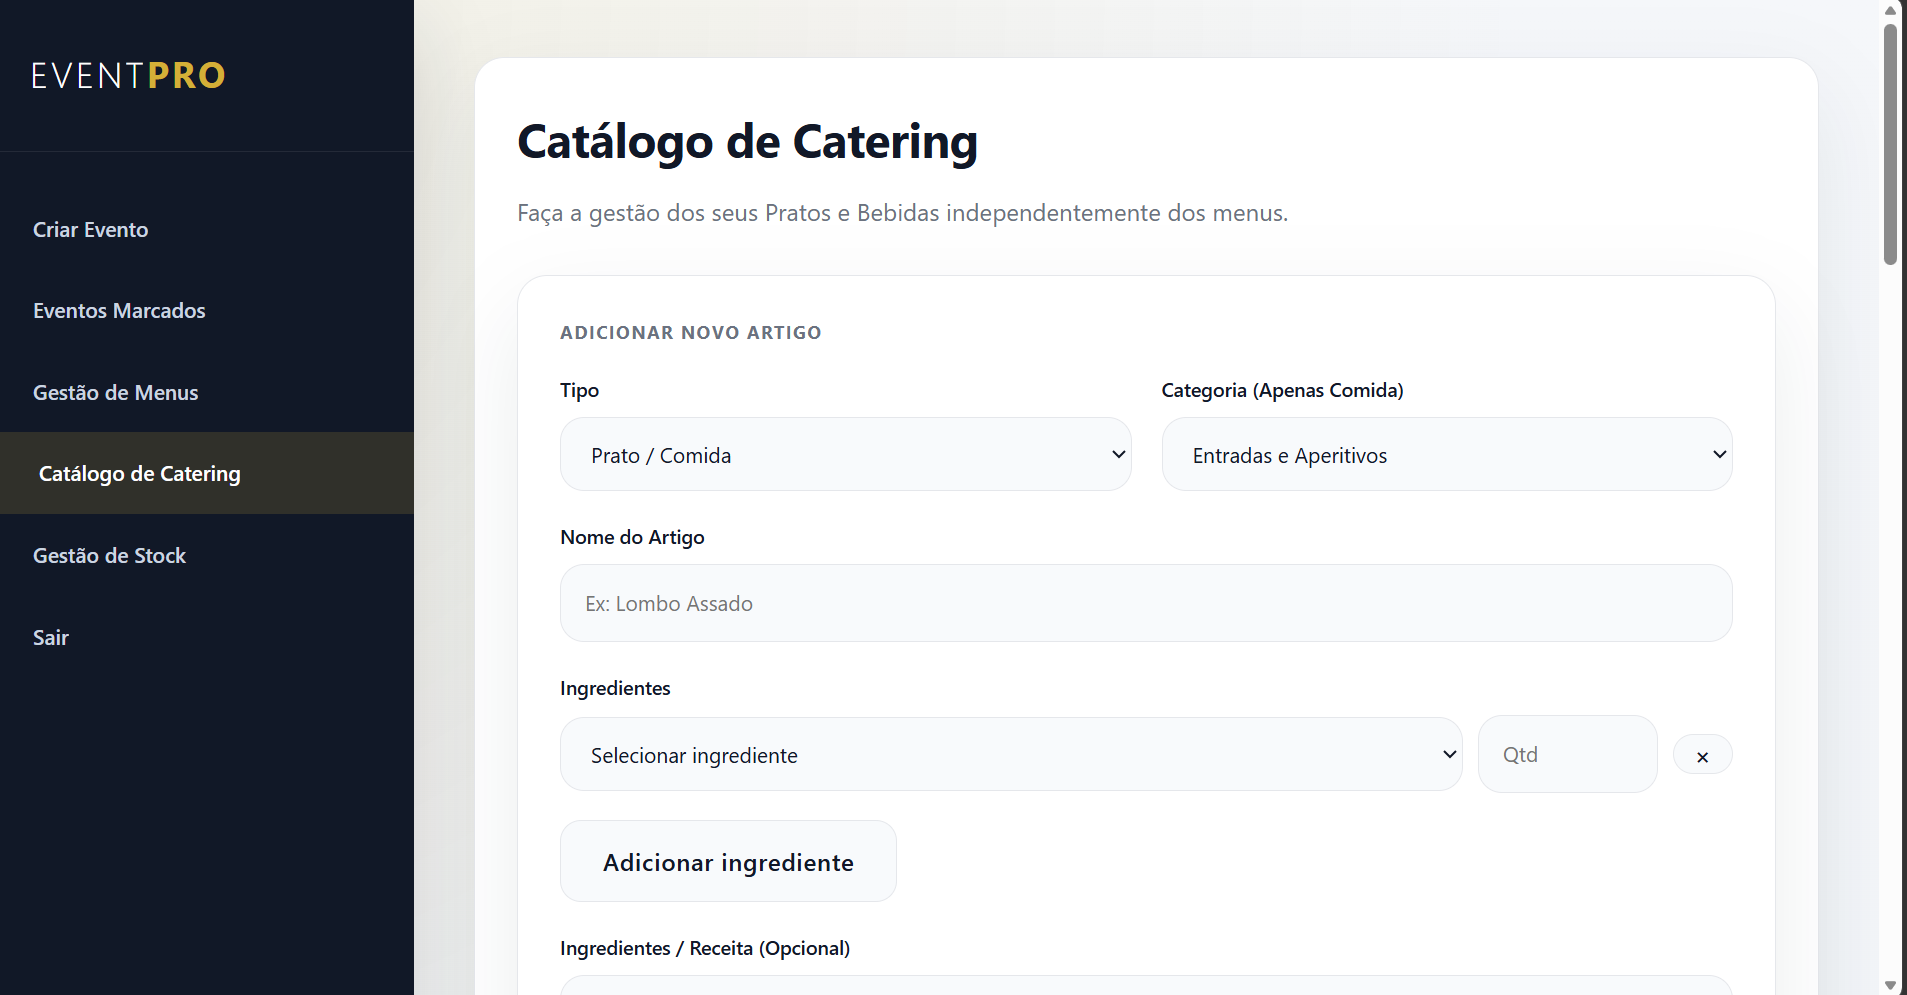 EVENTPRO
Criar Evento
Eventos Marcados
Gestão de Menus
Catálogo de Catering
Gestão de Stock
Sair
Catálogo de Catering
Faça a gestão dos seus Pratos e Bebidas independentemente dos menus.
ADICIONAR NOVO ARTIGO
Tipo
Categoria (Apenas Comida)
Prato / Comida
Entradas e Aperitivos
Nome do Artigo
Ex: Lombo Assado
Ingredientes
Selecionar ingrediente
Qtd
×
Adicionar ingrediente
Ingredientes / Receita (Opcional)